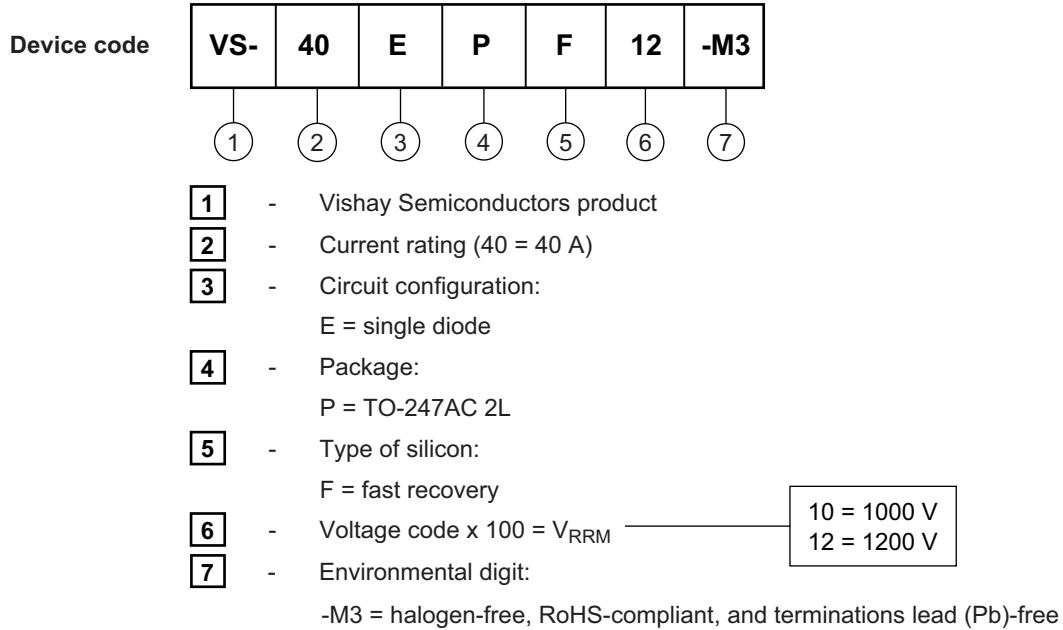 Device code VS- 40 E P F 12 -M3
1 2 3 4 5 6 7
1 - Vishay Semiconductors product
2 - Current rating (40 = 40 A)
3 - Circuit configuration:
E = single diode
4 - Package:
P = TO-247AC 2L
5 - Type of silicon:
F = fast recovery
6 - Voltage code x 100 = VRRM
10 = 1000 V
12 = 1200 V
7 - Environmental digit:
-M3 = halogen-free, RoHS-compliant, and terminations lead (Pb)-free